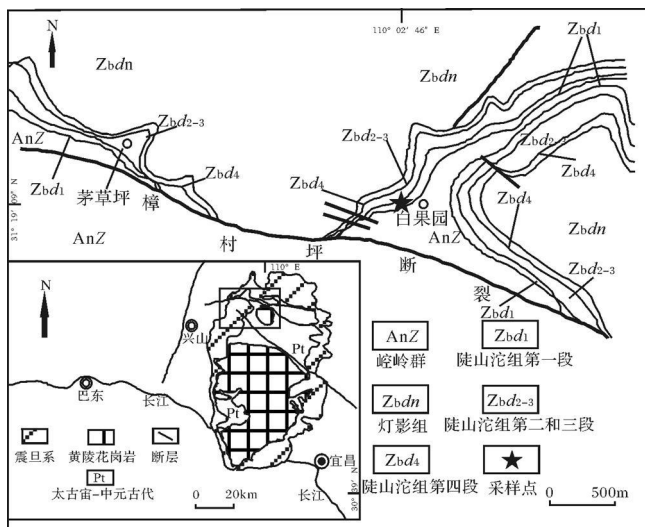 110° 02′ 46″ E
N
Zbdn
Zbdn
Zbd1
Zbd2-3
AnZ
Zbd1
茅草坪
Zbd4
Zbd2-3
Zbd4
Zbd2-3
Zbd4
Zbd4
31° 19′ 09″ N
AnZ
樟
村
坪
断
裂
白果园
AnZ
Zbdn
Zbd2-3
Zbd1
110° E
N
兴山
Pt
巴东
长江
Pt
宜昌
长江
震旦系
黄陵花岗岩
断层
Pt
太古宙-中元古代
0 20km
AnZ
崆岭群
Zbd1
陡山沱组第一段
Zbdn
灯影组
Zbd2-3
陡山沱组第二和三段
Zbd4
陡山沱组第四段
采样点
0 500m